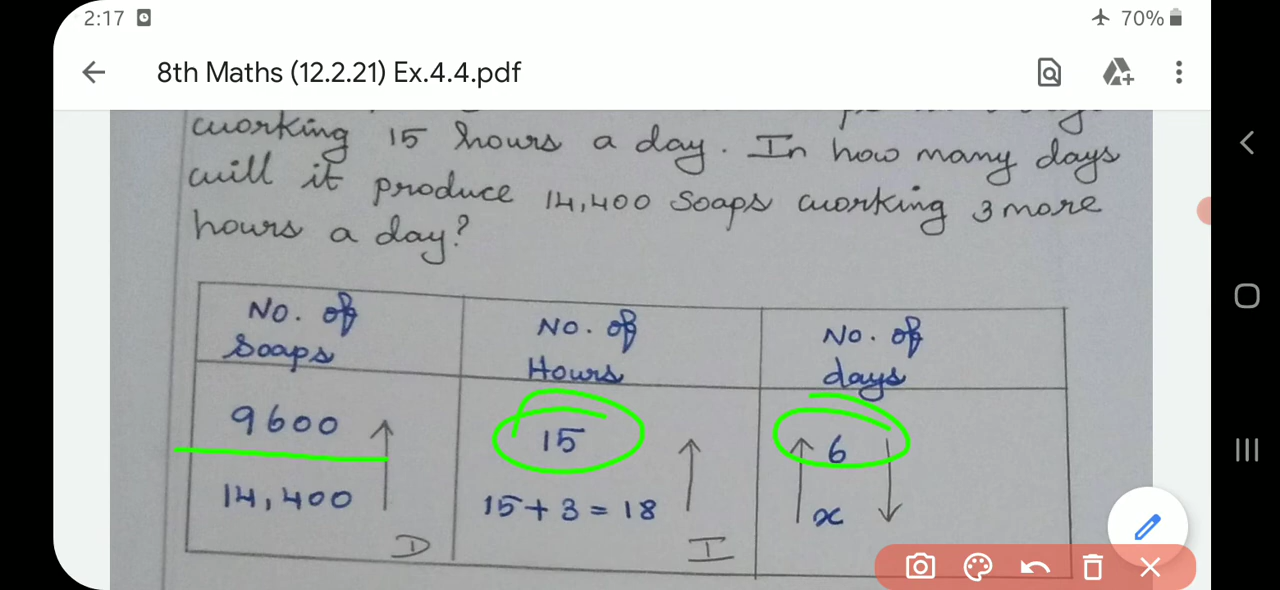 2:17
70%
8th Maths (12.2.21) Ex.4.4.pdf
working 15 hours a day. In how many days
will it produce 14,400 Soaps working 3 more
hours a day?
No. of Soaps
No. of Hours
No. of days
9600
15
6
14,400
15+3=18
x
D
I